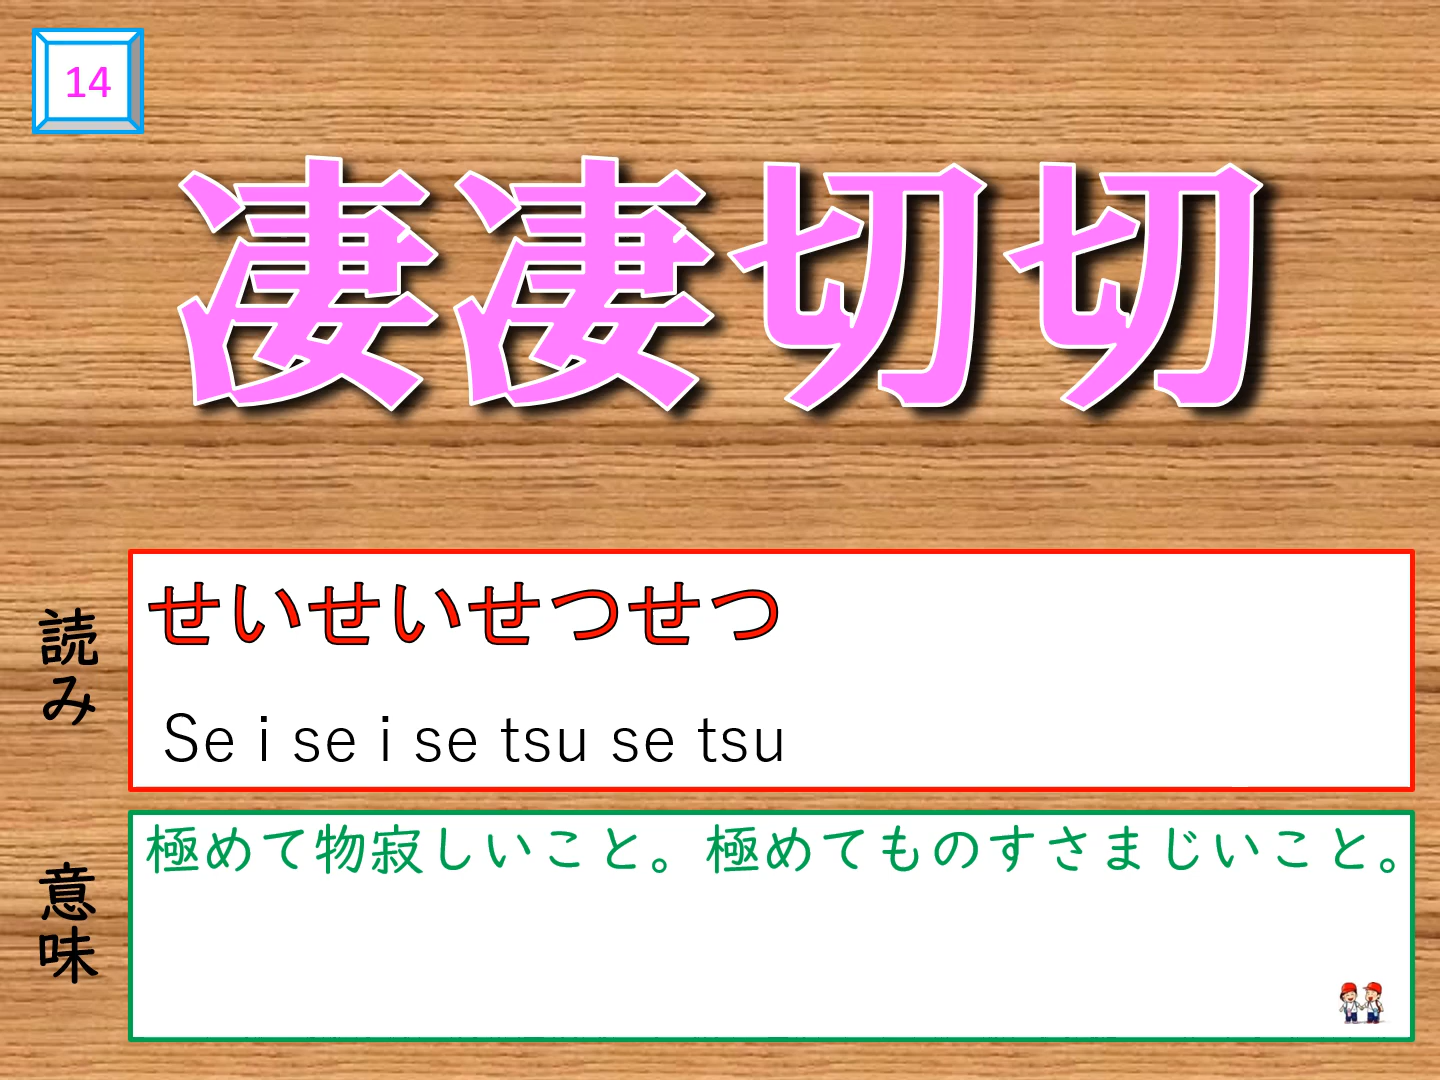 14
凄凄切切
読み
せいせいせつせつ
Se i se i se tsu se tsu
意味
極めて物寂しいこと。極めてものすさまじいこと。